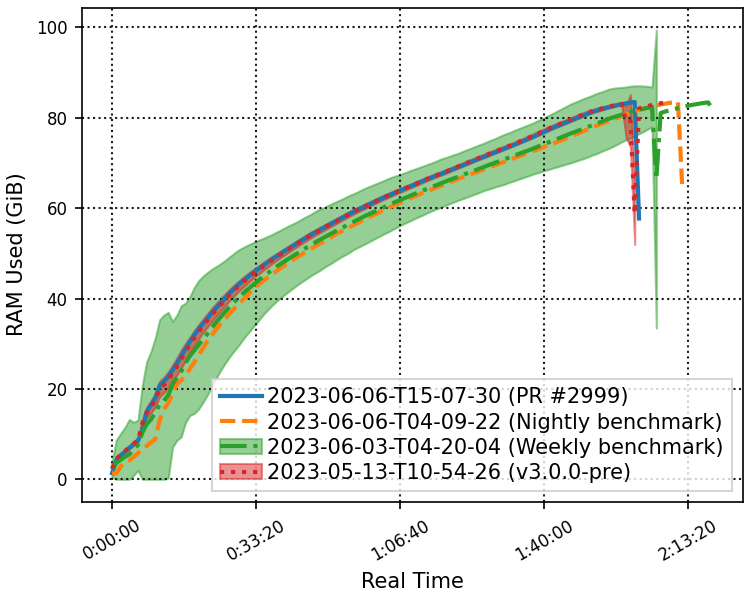 100
80
60
40
20
0
RAM Used (GiB)
2023-06-06-T15-07-30 (PR #2999)
2023-06-06-T04-09-22 (Nightly benchmark)
2023-06-03-T04-20-04 (Weekly benchmark)
2023-05-13-T10-54-26 (v3.0.0-pre)
0:00:00
0:33:20
1:06:40
1:40:00
2:13:20
Real Time